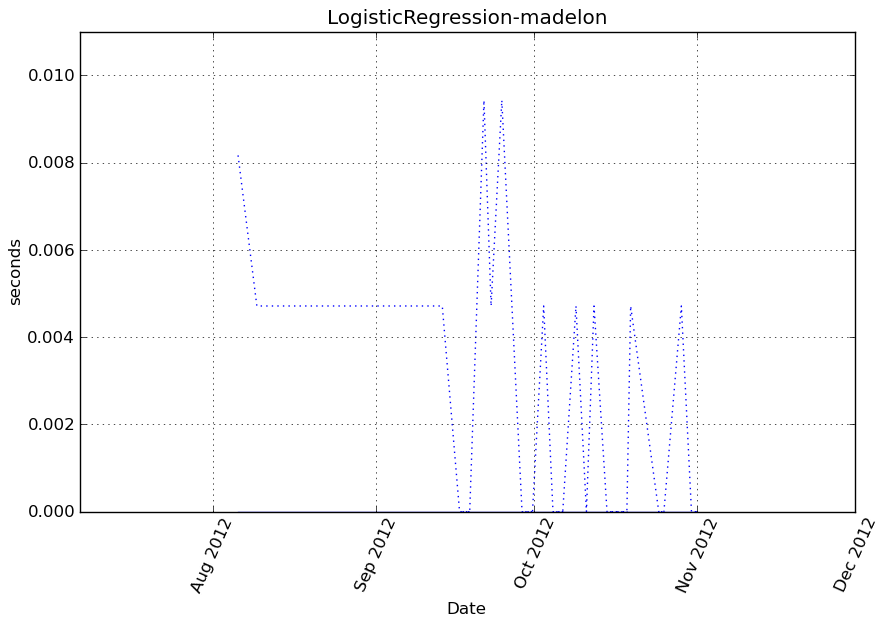 LogisticRegression-madelon
0.010
0.008
0.006
0.004
0.002
0.000
seconds
Aug 2012
Sep 2012
Oct 2012
Nov 2012
Dec 2012
Date